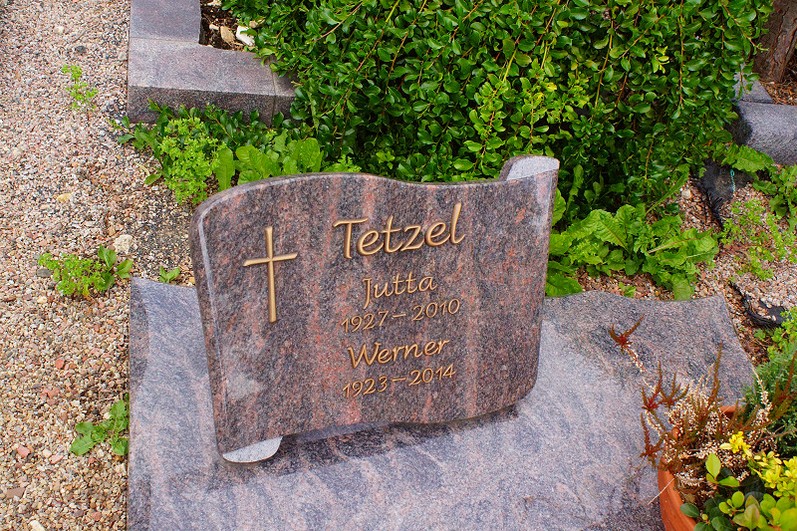 Tetzel
Jutta
1927 – 2010
Werner
1923 – 2014